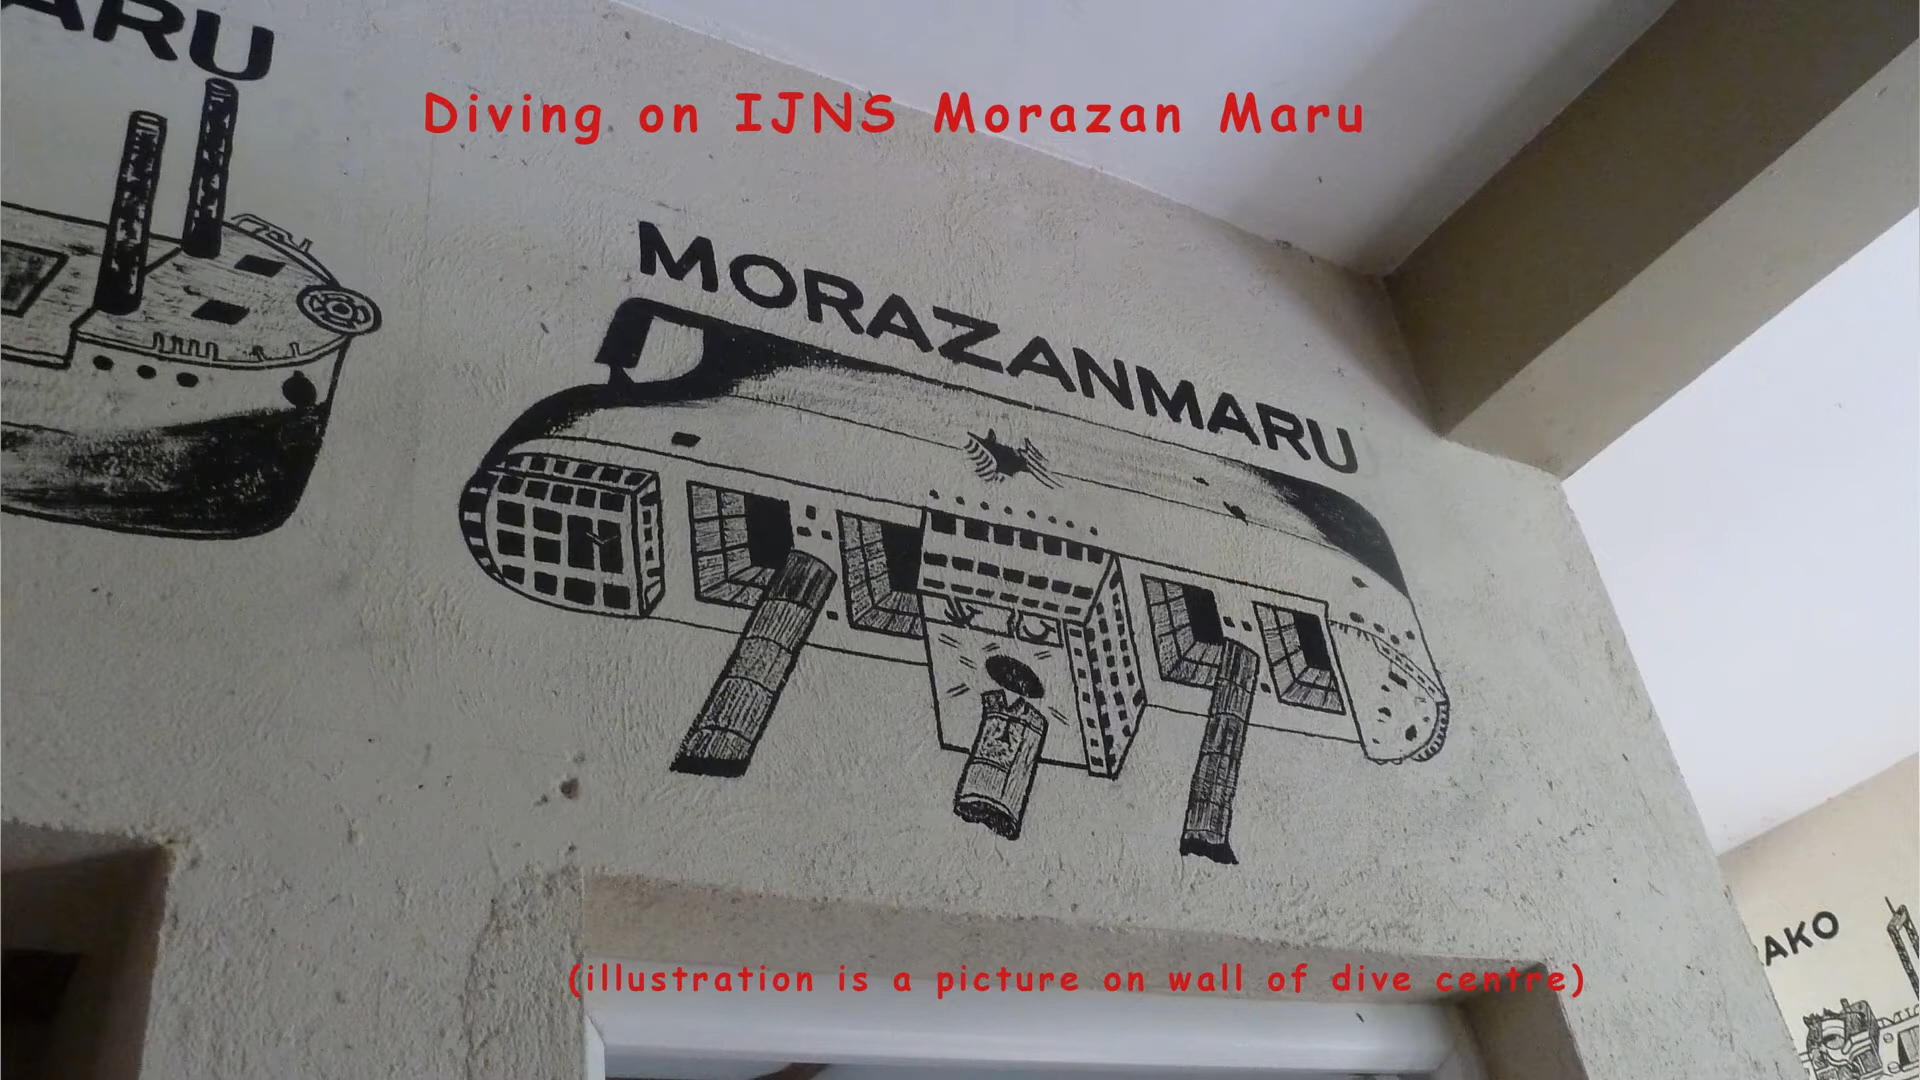 ARU
Diving on IJNS Morazan Maru
MORAZANMARU
AKO
(illustration is a picture on wall of dive centre)